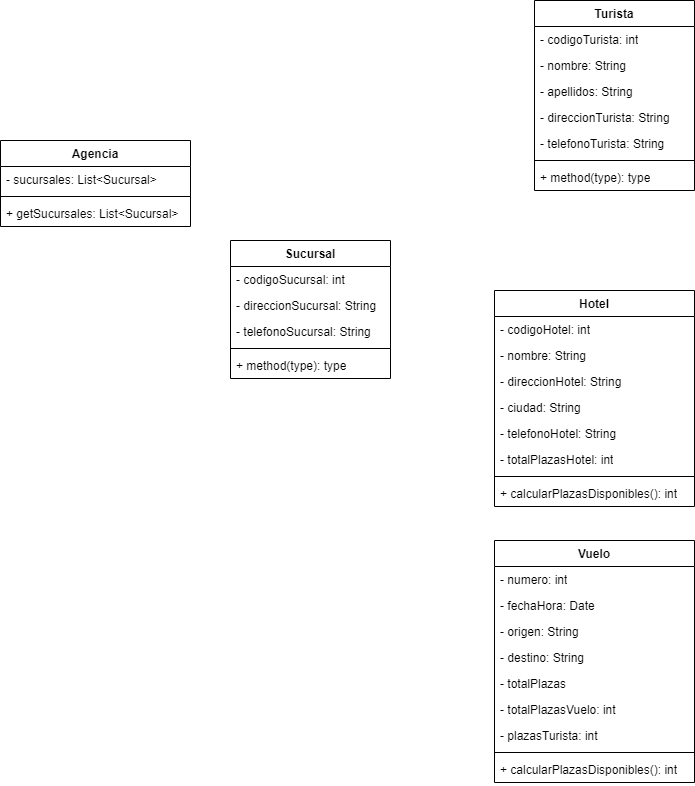 Turista
- codigoTurista: int
- nombre: String
- apellidos: String
- direccionTurista: String
- telefonoTurista: String
+ method(type): type
Agencia
- sucursales: List<Sucursal>
+ getSucursales: List<Sucursal>
Sucursal
- codigoSucursal: int
- direccionSucursal: String
- telefonoSucursal: String
+ method(type): type
Hotel
- codigoHotel: int
- nombre: String
- direccionHotel: String
- ciudad: String
- telefonoHotel: String
- totalPlazasHotel: int
+ calcularPlazasDisponibles(): int
Vuelo
- numero: int
- fechaHora: Date
- origen: String
- destino: String
- totalPlazas
- totalPlazasVuelo: int
- plazasTurista: int
+ calcularPlazasDisponibles(): int